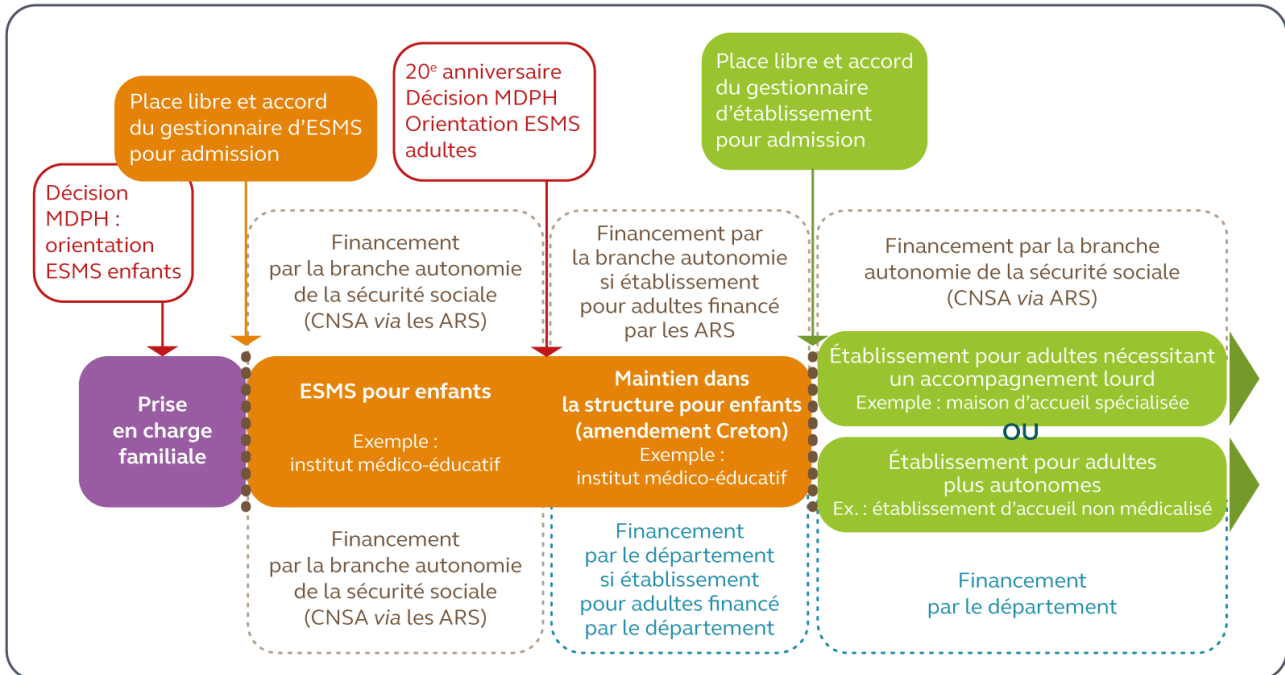 Place libre et accord
du gestionnaire d'ESMS
pour admission
20e anniversaire
Décision MDPH
Orientation ESMS
adultes
Place libre et accord
du gestionnaire
d'établissement
pour admission
Décision
MDPH :
orientation
ESMS enfants
Financement
par la branche autonomie
de la sécurité sociale
(CNSA via les ARS)
Financement par
la branche autonomie
si établissement
pour adultes financé
par les ARS
Financement par la branche
autonomie de la sécurité sociale
(CNSA via ARS)
Prise
en charge
familiale
ESMS pour enfants
Exemple :
institut médico-éducatif
Maintien dans
la structure pour enfants
(amendement Creton)
Exemple :
institut médico-éducatif
Établissement pour adultes nécessitant
un accompagnement lourd
Exemple : maison d'accueil spécialisée
OU
Établissement pour adultes
plus autonomes
Ex. : établissement d'accueil non médicalisé
Financement
par la branche autonomie
de la sécurité sociale
(CNSA via les ARS)
Financement
par le département
si établissement
pour adultes financé
par le département
Financement
par le département